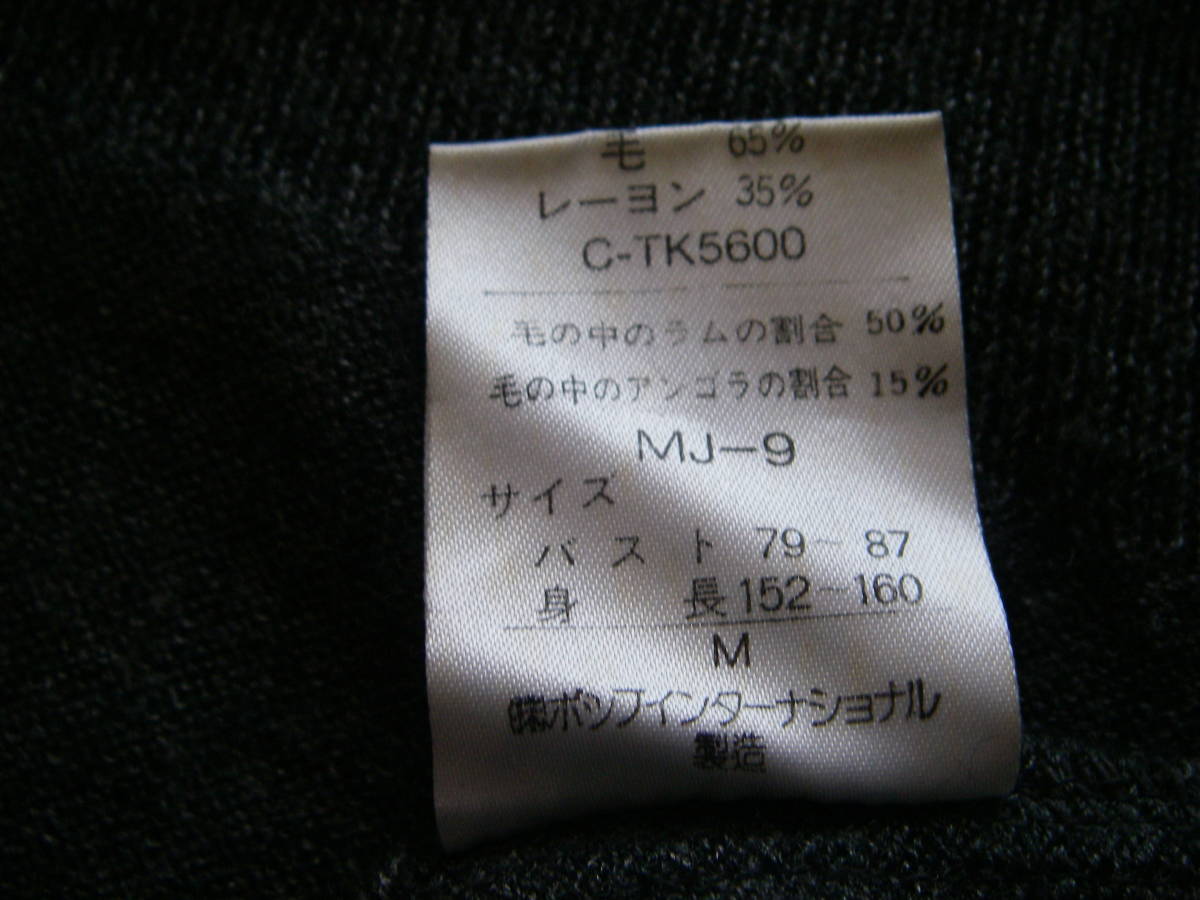 毛 65%
レーヨン 35%
C-TK5600
毛の中のラムの割合 50%
毛の中のアンゴラの割合 15%
MJ-9
サイズ
バスト 79~87
身長 152~160
M
㈱ポップインターナショナル
製造